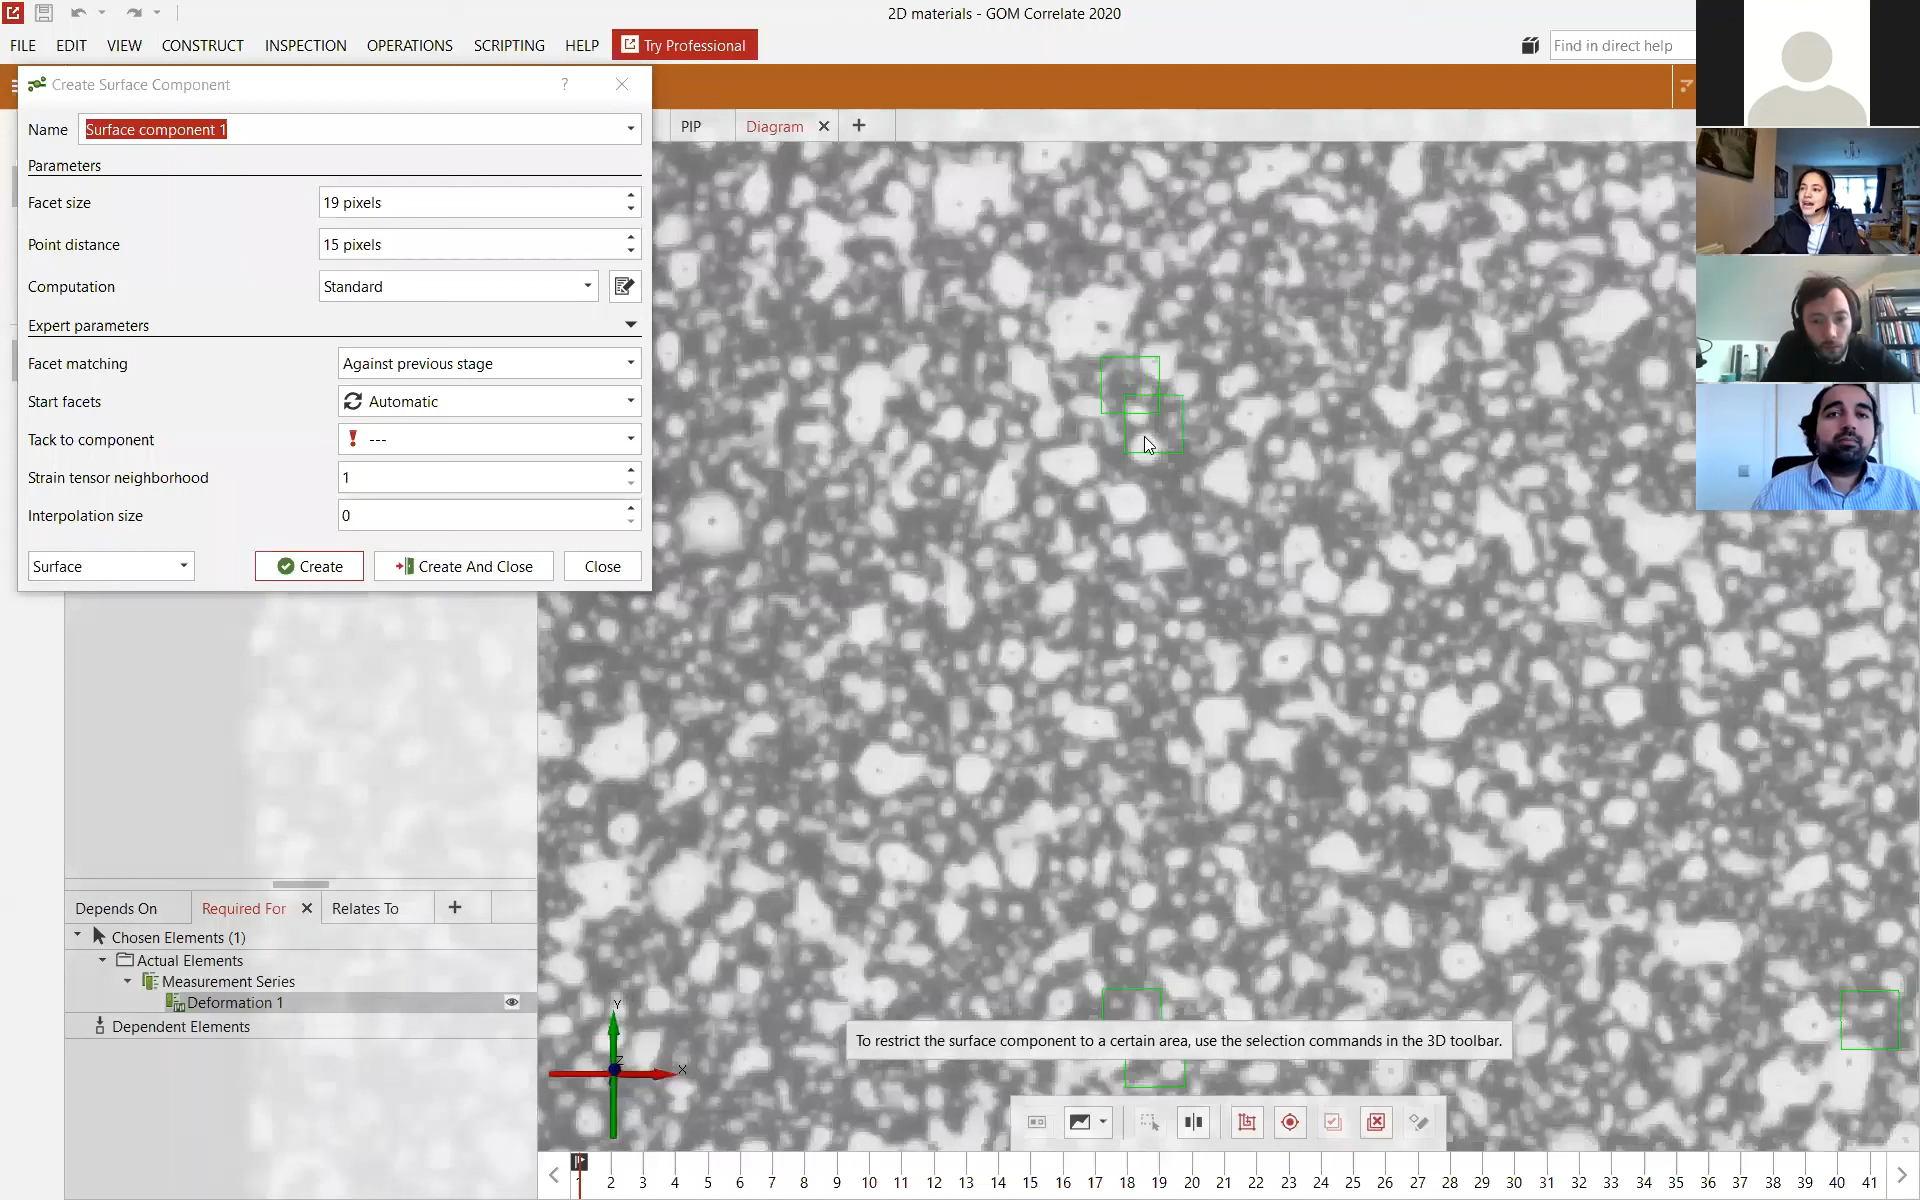 2D materials - GOM Correlate 2020
FILE EDIT VIEW CONSTRUCT INSPECTION OPERATIONS SCRIPTING HELP Try Professional
Find in direct help
Create Surface Component ?
PIP Diagram
Name Surface component 1
Parameters
Facet size 19 pixels
Point distance 15 pixels
Computation Standard
Expert parameters
Facet matching Against previous stage
Start facets Automatic
Tack to component ---
Strain tensor neighborhood 1
Interpolation size 0
Surface Create Create And Close Close
Depends On Required For Relates To
Chosen Elements (1)
Actual Elements
Measurement Series
Deformation 1
Dependent Elements
Y
Z
X
To restrict the surface component to a certain area, use the selection commands in the 3D toolbar.
2 3 4 5 6 7 8 9 10 11 12 13 14 15 16 17 18 19 20 21 22 23 24 25 26 27 28 29 30 31 32 33 34 35 36 37 38 39 40 41